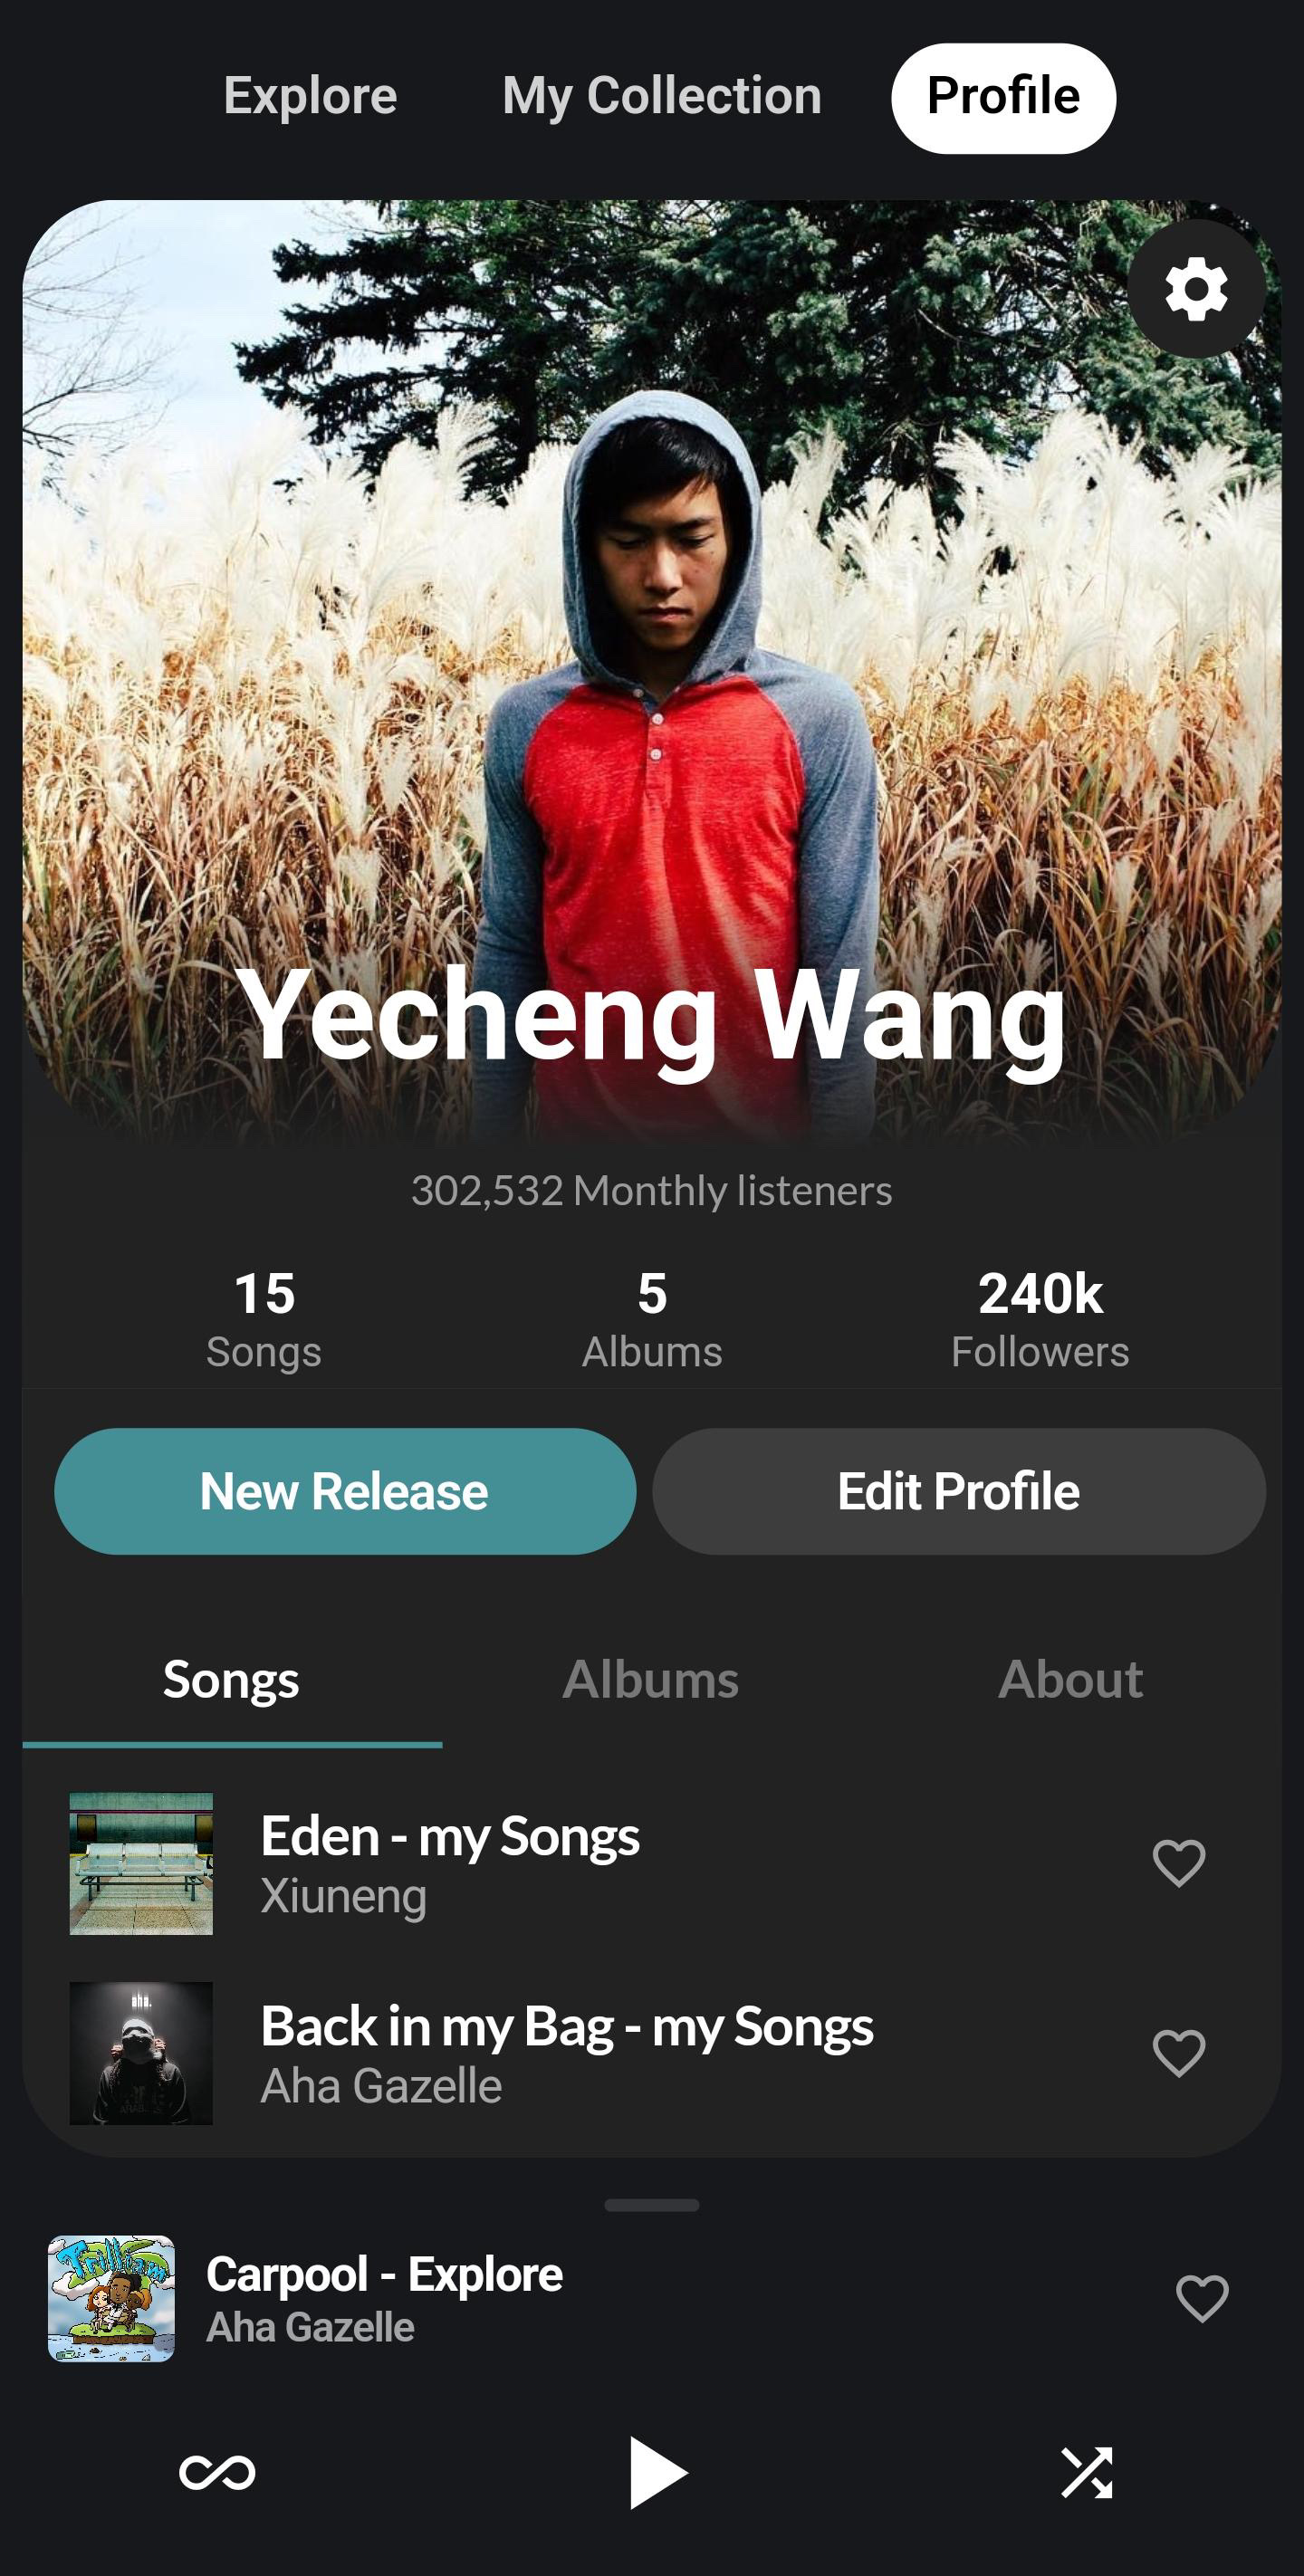 Explore My Collection Profile
Yecheng Wang
302,532 Monthly listeners
15 5 240k
Songs Albums Followers
New Release Edit Profile
Songs Albums About
Eden - my Songs
Xiuneng
aha.
Back in my Bag - my Songs
Aha Gazelle
Trilliam
Carpool - Explore
Aha Gazelle